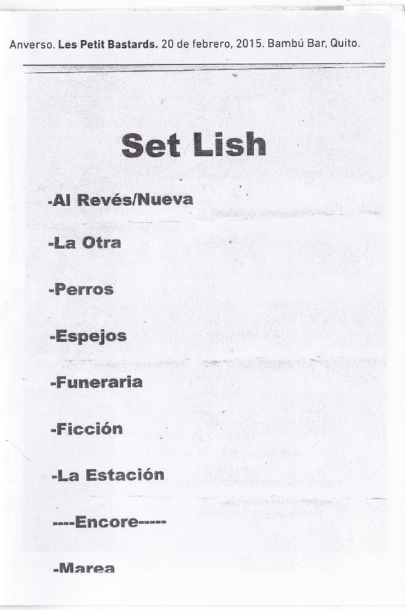 Anverso. Les Petit Bastards. 20 de febrero, 2015. Bambú Bar, Quito.
Set Lish
-Al Revés/Nueva
-La Otra
-Perros
-Espejos
-Funeraria
-Ficción
-La Estación
----Encore-----
-Marea